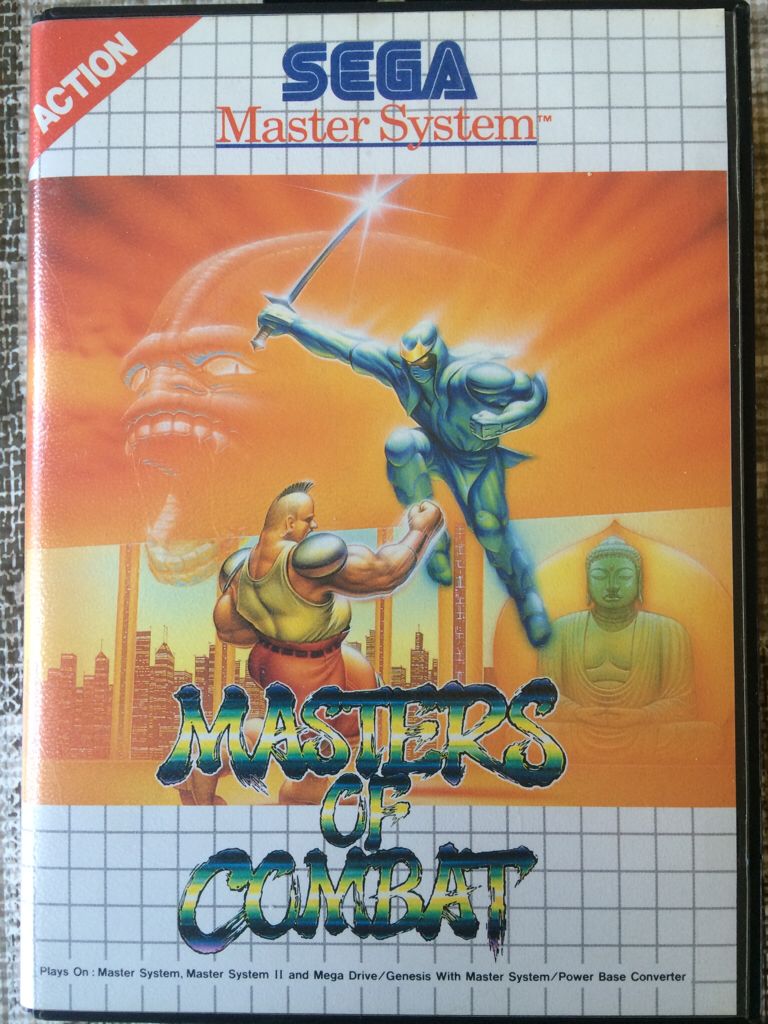 ACTION
SEGA
Master System™
MASTERS
OF
COMBAT
Plays On : Master System, Master System II and Mega Drive/Genesis With Master System/Power Base Converter